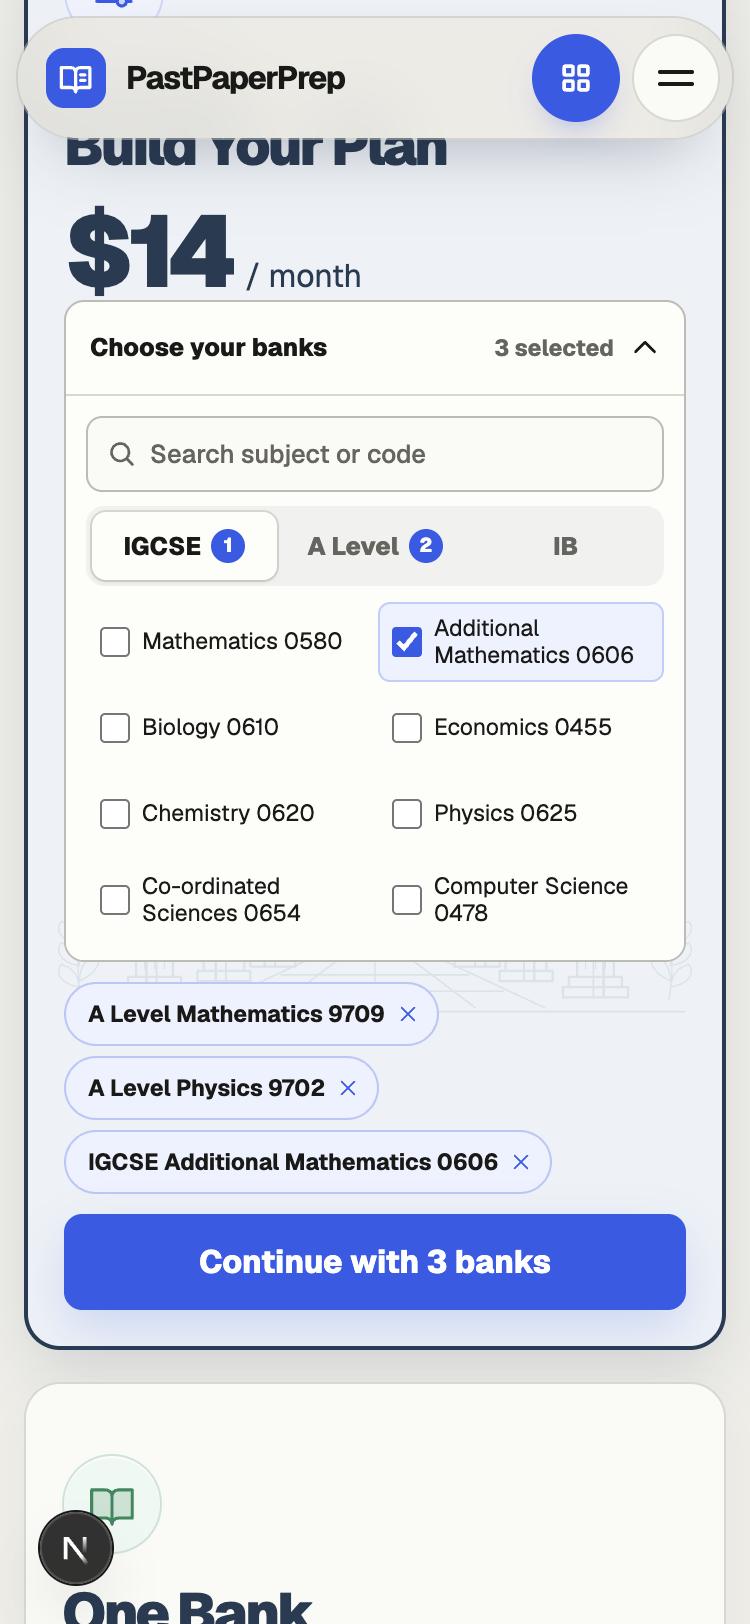 PastPaperPrep
Build Your Plan
$14 / month
Choose your banks
3 selected
Search subject or code
IGCSE 1
A Level 2
IB
Mathematics 0580
Additional
Mathematics 0606
Biology 0610
Economics 0455
Chemistry 0620
Physics 0625
Co-ordinated
Sciences 0654
Computer Science
0478
A Level Mathematics 9709
A Level Physics 9702
IGCSE Additional Mathematics 0606
Continue with 3 banks
N
One Bank